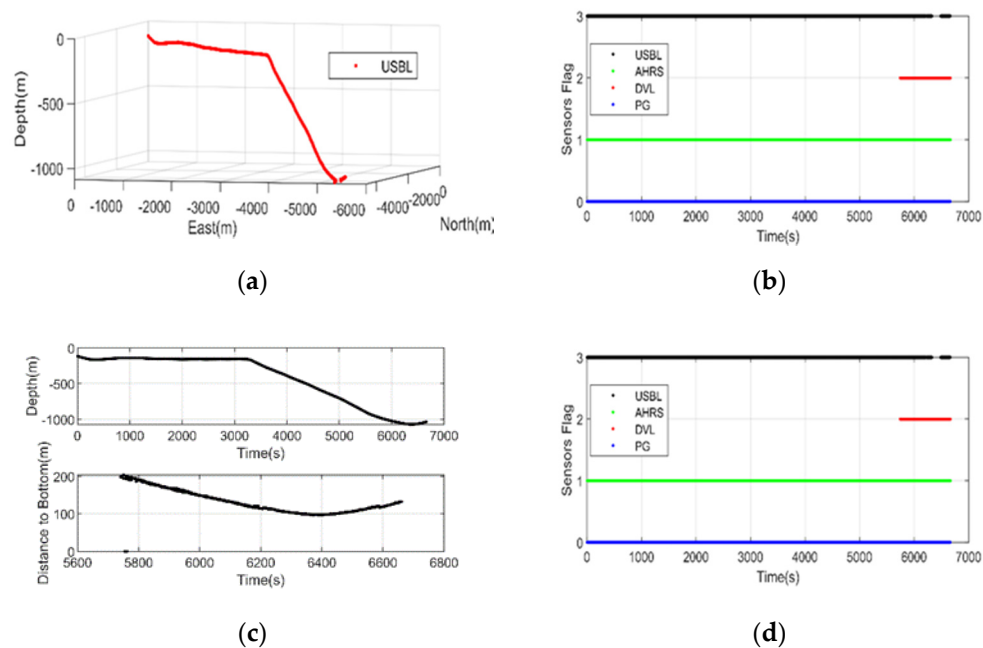 0
-500
-1000
Depth(m)
USBL
0 -1000 -2000 -3000 -4000 -5000 -6000
-4000 -2000 0
East(m)
North(m)
(a)
3
2
1
0
Sensors Flag
USBL
AHRS
DVL
PG
0 1000 2000 3000 4000 5000 6000 7000
Time(s)
(b)
0
-500
-1000
Depth(m)
0 1000 2000 3000 4000 5000 6000 7000
Time(s)
200
100
0
Distance to Bottom(m)
5600 5800 6000 6200 6400 6600 6800
Time(s)
(c)
3
2
1
0
Sensors Flag
USBL
AHRS
DVL
PG
0 1000 2000 3000 4000 5000 6000 7000
Time(s)
(d)